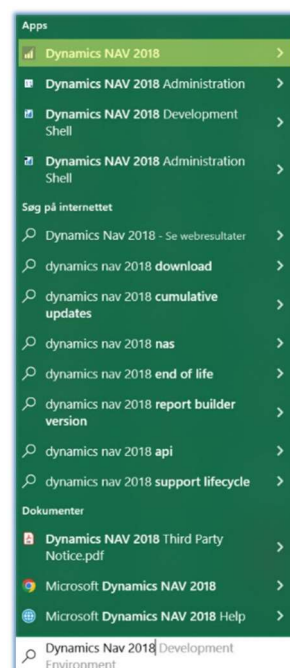 Apps
Dynamics NAV 2018
Dynamics NAV 2018 Administration
Dynamics NAV 2018 Development
Shell
Dynamics NAV 2018 Administration
Shell
Søg på internettet
Dynamics Nav 2018 - Se webresultater
dynamics nav 2018 download
dynamics nav 2018 cumulative
updates
dynamics nav 2018 nas
dynamics nav 2018 end of life
dynamics nav 2018 report builder
version
dynamics nav 2018 api
dynamics nav 2018 support lifecycle
Dokumenter
Dynamics NAV 2018 Third Party
Notice.pdf
Microsoft Dynamics NAV 2018
Microsoft Dynamics NAV 2018 Help
Dynamics Nav 2018 Development
Environment